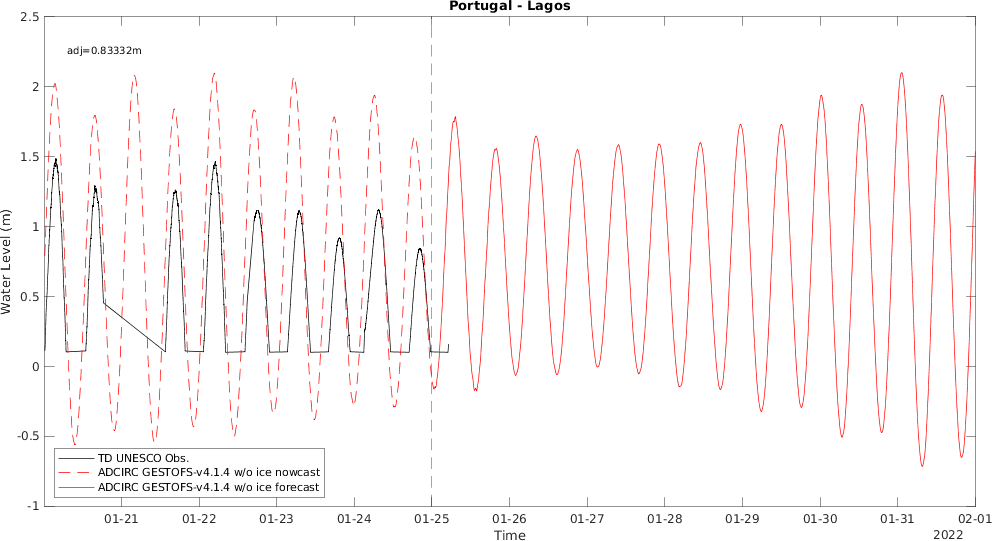 Portugal - Lagos
adj=0.83332m
Water Level (m)
2.5
2
1.5
1
0.5
0
-0.5
-1
TD UNESCO Obs.
ADCIRC GESTOFS-v4.1.4 w/o ice nowcast
ADCIRC GESTOFS-v4.1.4 w/o ice forecast
01-21 01-22 01-23 01-24 01-25 01-26 01-27 01-28 01-29 01-30 01-31 02-01
Time
2022